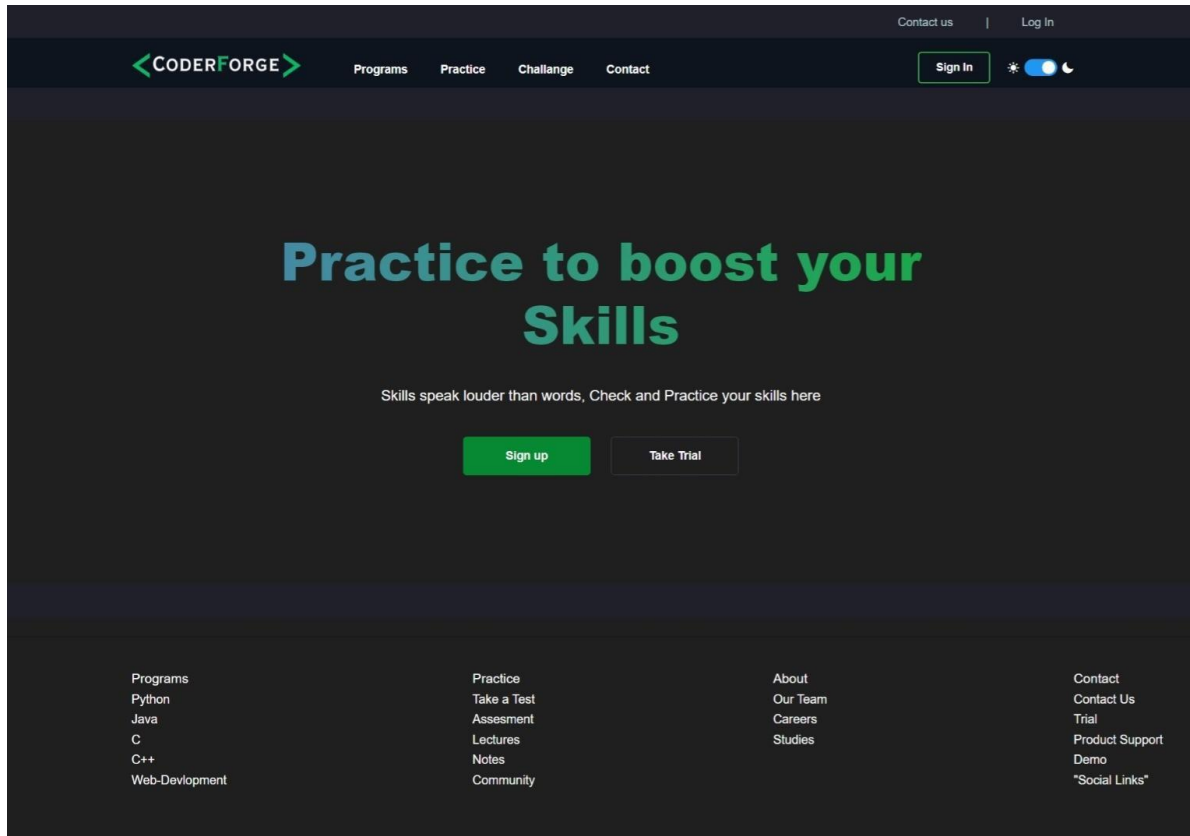 Contact us | Log In
<CODERFORGE> Programs Practice Challange Contact Sign In
Practice to boost your
Skills
Skills speak louder than words, Check and Practice your skills here
Sign up Take Trial
Programs Practice About Contact
Python Take a Test Our Team Contact Us
Java Assesment Careers Trial
C Lectures Studies Product Support
C++ Notes Demo
Web-Devlopment Community "Social Links"